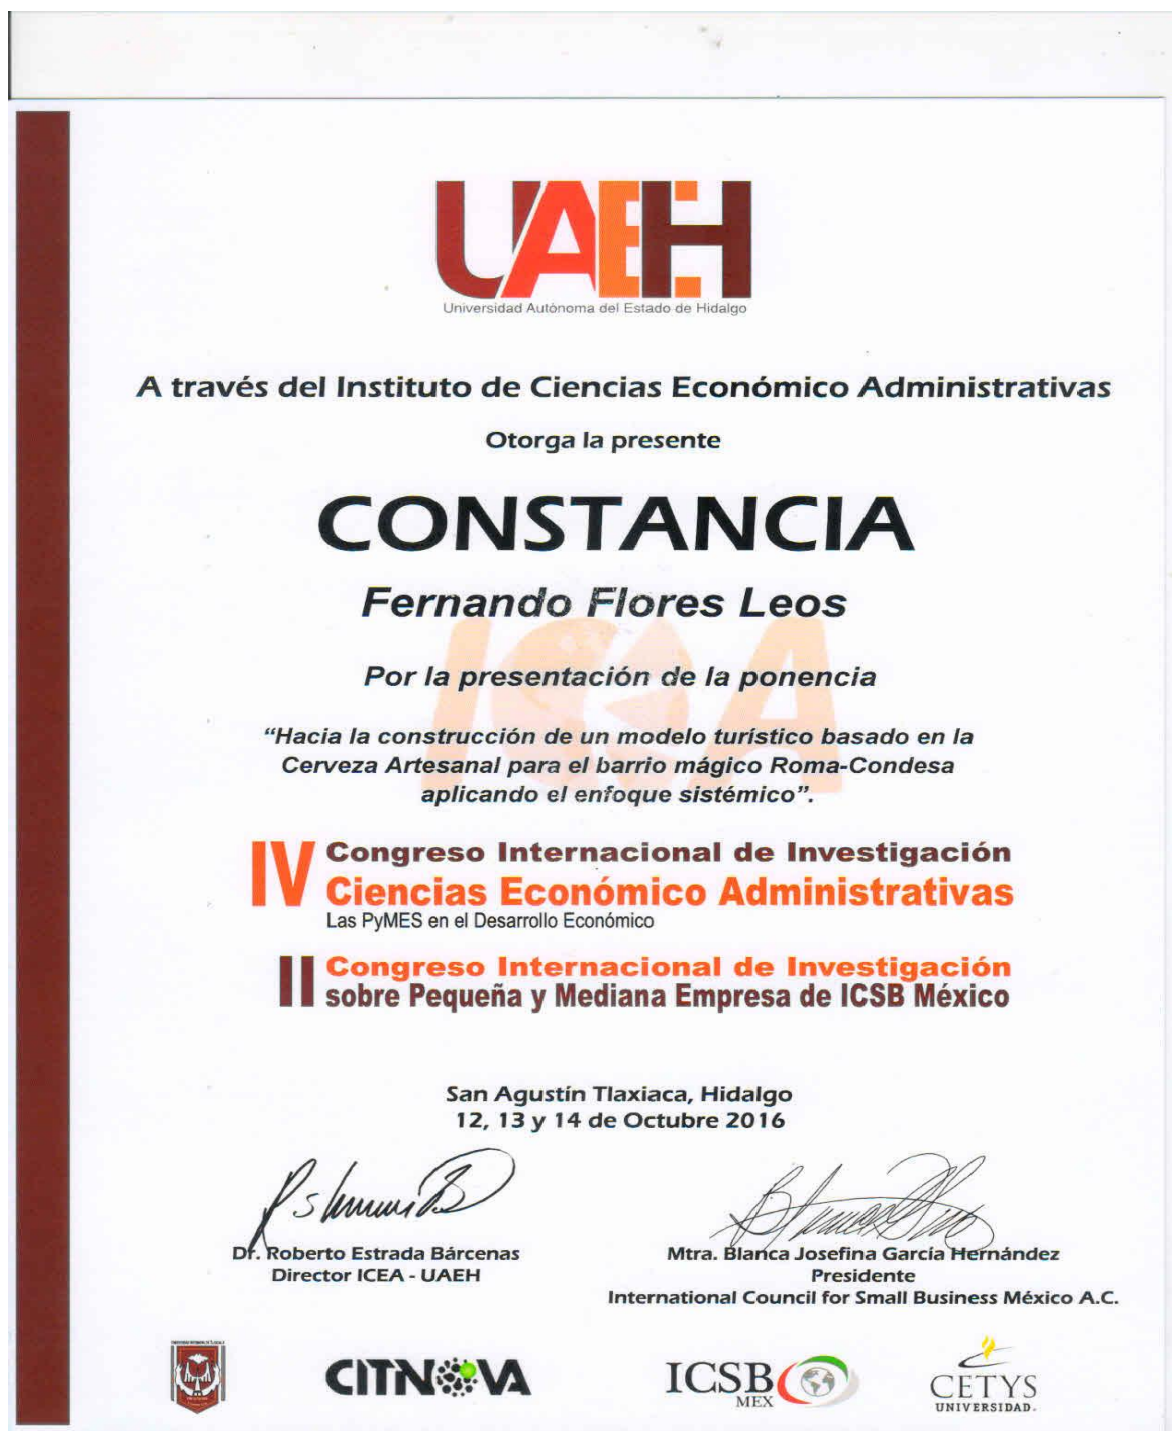 UAEH
Universidad Autónoma del Estado de Hidalgo
A través del Instituto de Ciencias Económico Administrativas
Otorga la presente
CONSTANCIA
Fernando Flores Leos
ICEA
Por la presentación de la ponencia
“Hacia la construcción de un modelo turístico basado en la
Cerveza Artesanal para el barrio mágico Roma-Condesa
aplicando el enfoque sistémico”.
IV Congreso Internacional de Investigación
Ciencias Económico Administrativas
Las PyMES en el Desarrollo Económico
II Congreso Internacional de Investigación
sobre Pequeña y Mediana Empresa de ICSB México
San Agustín Tlaxiaca, Hidalgo
12, 13 y 14 de Octubre 2016
Dr. Roberto Estrada Bárcenas
Director ICEA - UAEH
Mtra. Blanca Josefina García Hernández
Presidente
International Council for Small Business México A.C.
CITNOVA
ICSB
MEX
CETYS
UNIVERSIDAD.